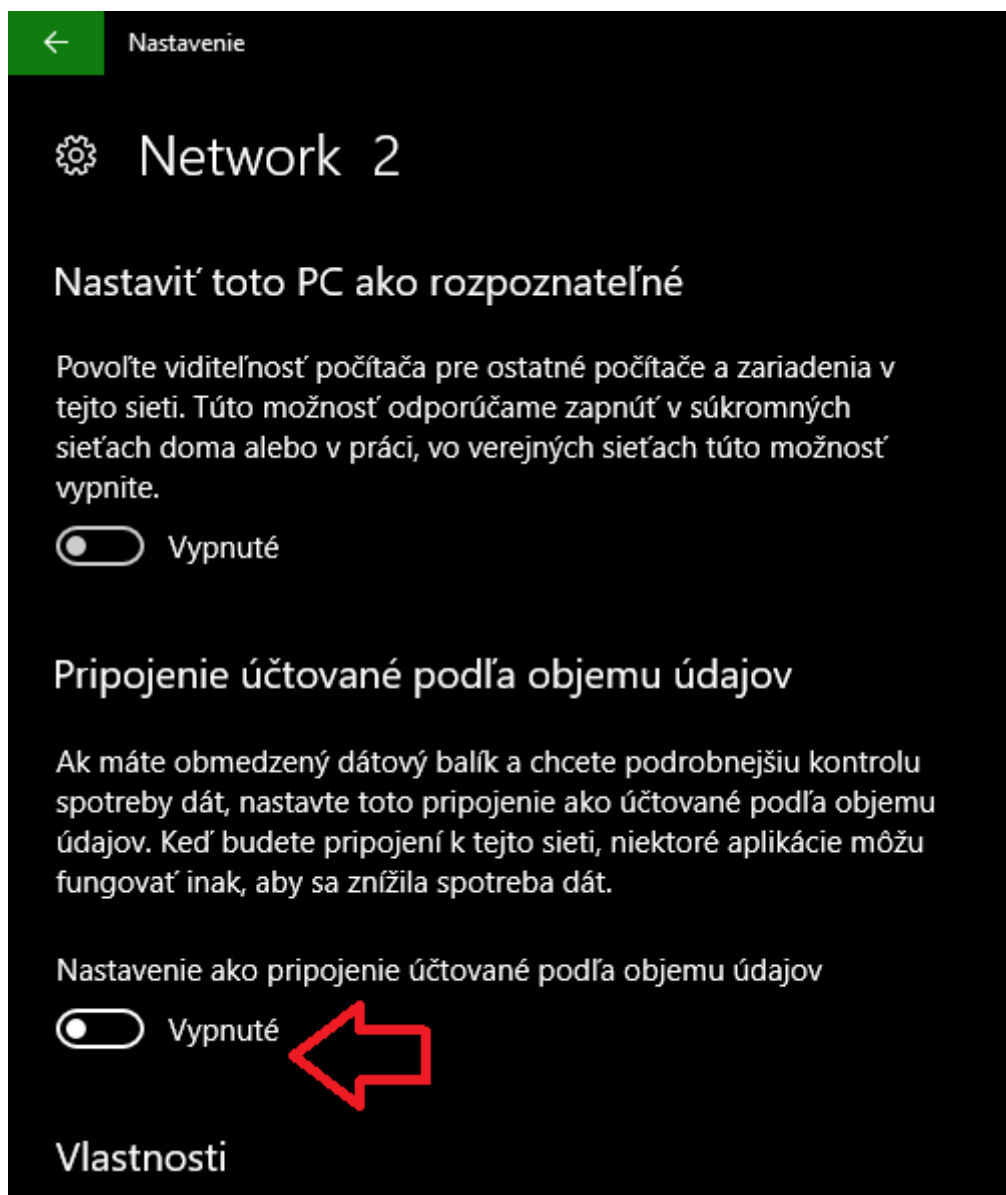 Nastavenie
Network 2
Nastaviť toto PC ako rozpoznateľné
Povoľte viditeľnosť počítača pre ostatné počítače a zariadenia v
tejto sieti. Túto možnosť odporúčame zapnúť v súkromných
sieťach doma alebo v práci, vo verejných sieťach túto možnosť
vypnite.
Vypnuté
Pripojenie účtované podľa objemu údajov
Ak máte obmedzený dátový balík a chcete podrobnejšiu kontrolu
spotreby dát, nastavte toto pripojenie ako účtované podľa objemu
údajov. Keď budete pripojení k tejto sieti, niektoré aplikácie môžu
fungovať inak, aby sa znížila spotreba dát.
Nastavenie ako pripojenie účtované podľa objemu údajov
Vypnuté
Vlastnosti